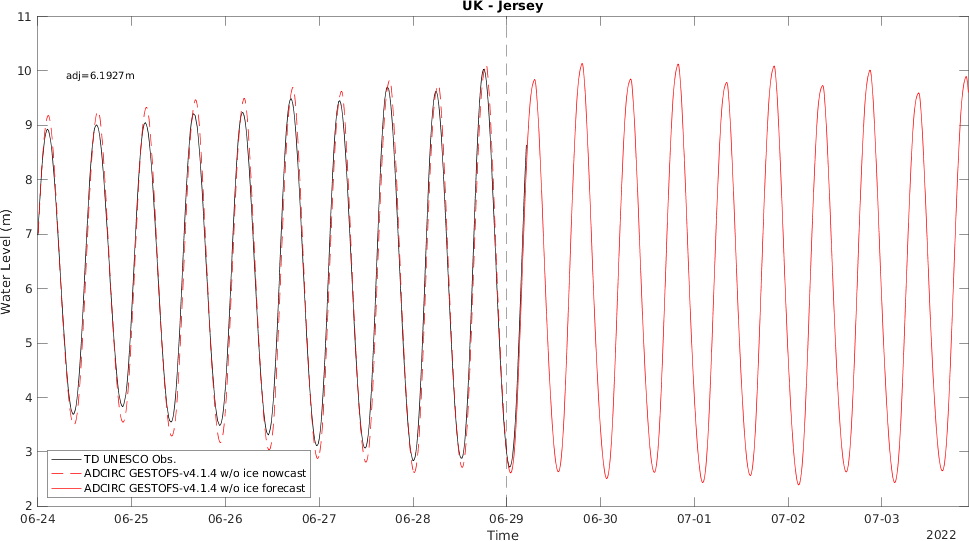 UK - Jersey
11
10
9
8
7
6
5
4
3
2
Water Level (m)
adj=6.1927m
TD UNESCO Obs.
ADCIRC GESTOFS-v4.1.4 w/o ice nowcast
ADCIRC GESTOFS-v4.1.4 w/o ice forecast
06-24 06-25 06-26 06-27 06-28 06-29 06-30 07-01 07-02 07-03
Time
2022